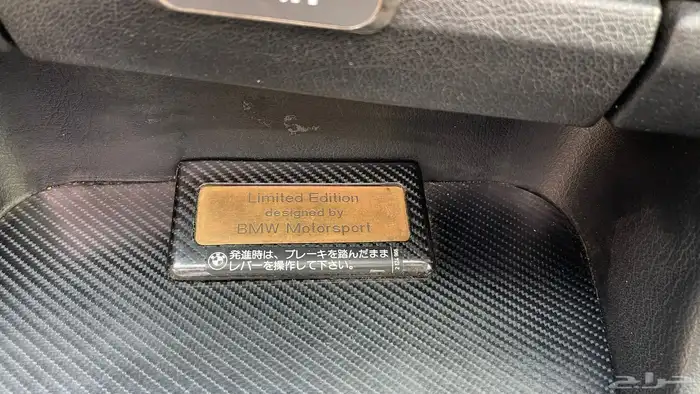 Limited Edition
designed by
BMW Motorsport
発進時は、ブレーキを踏んだまま
レバーを操作して下さい。
حراج